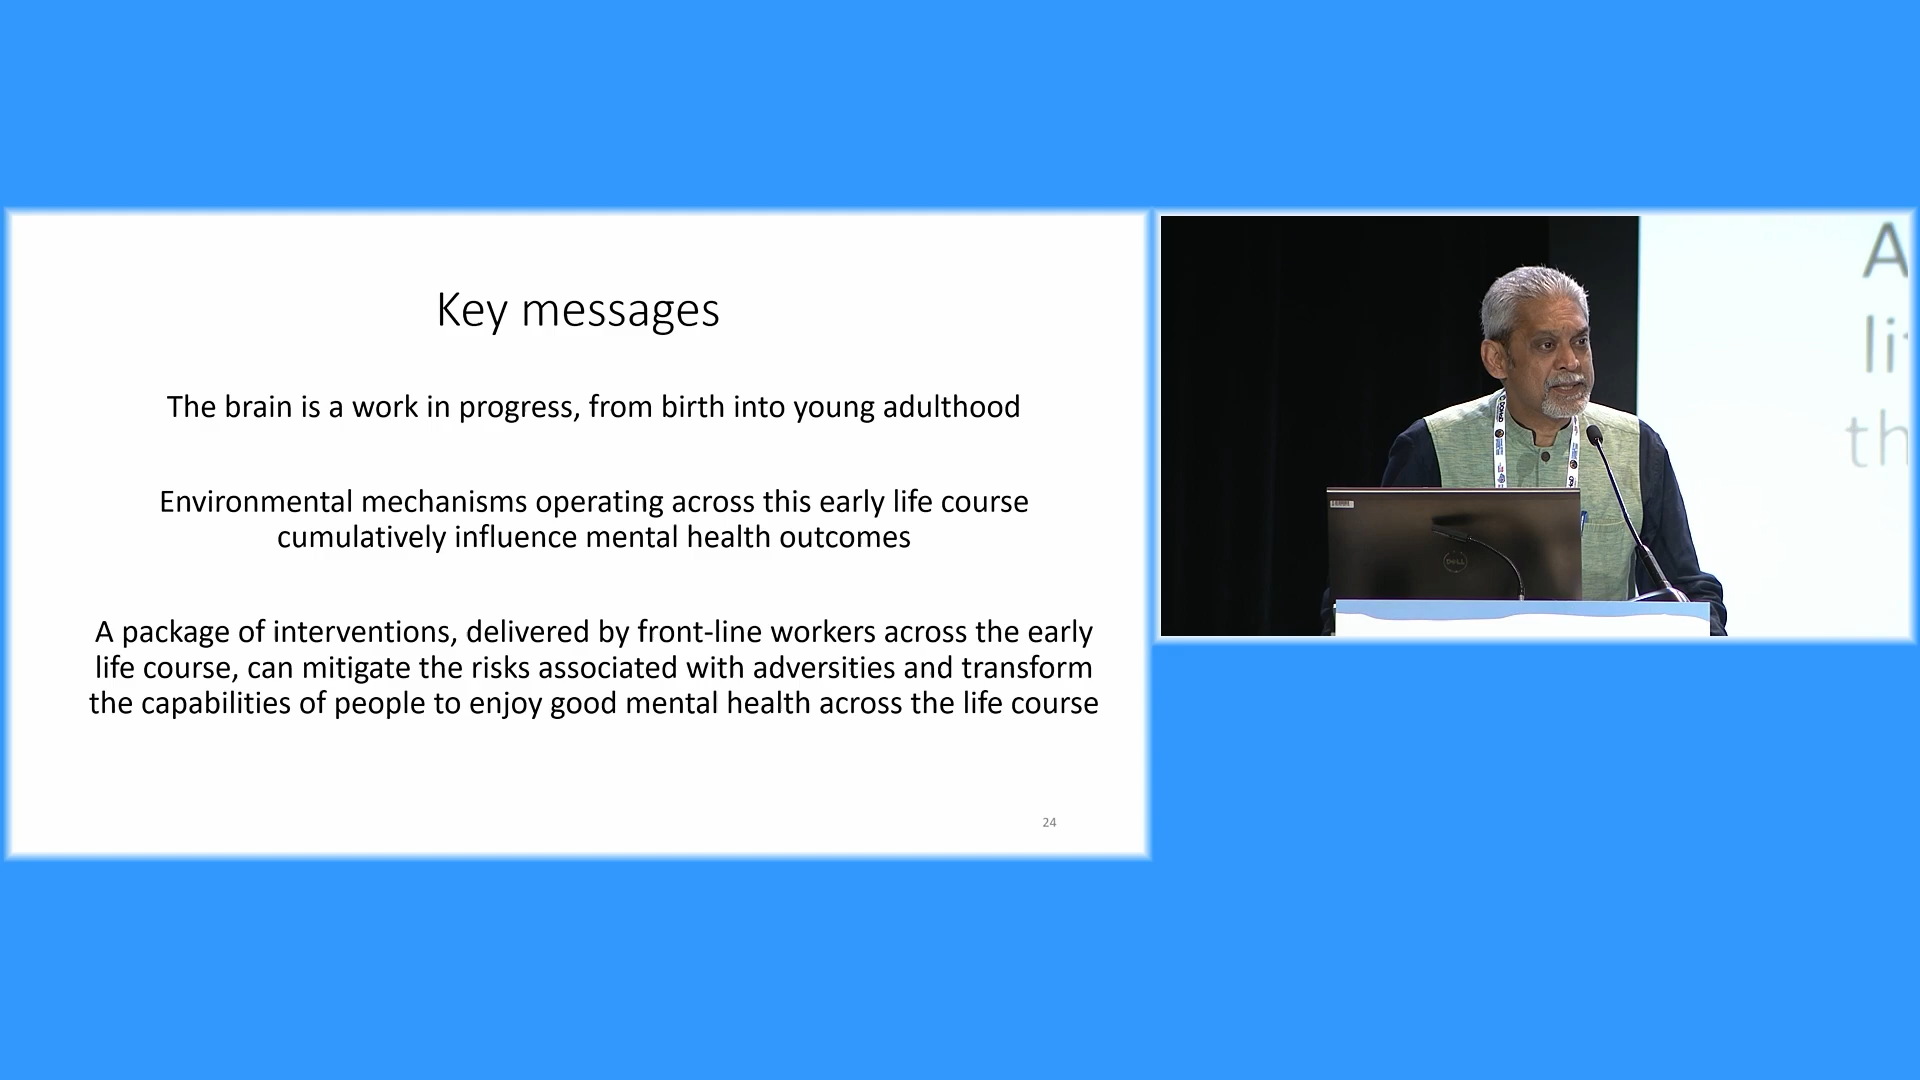 Key messages
The brain is a work in progress, from birth into young adulthood
Environmental mechanisms operating across this early life course
cumulatively influence mental health outcomes
A package of interventions, delivered by front-line workers across the early
life course, can mitigate the risks associated with adversities and transform
the capabilities of people to enjoy good mental health across the life course
24
A
li
th
DELL